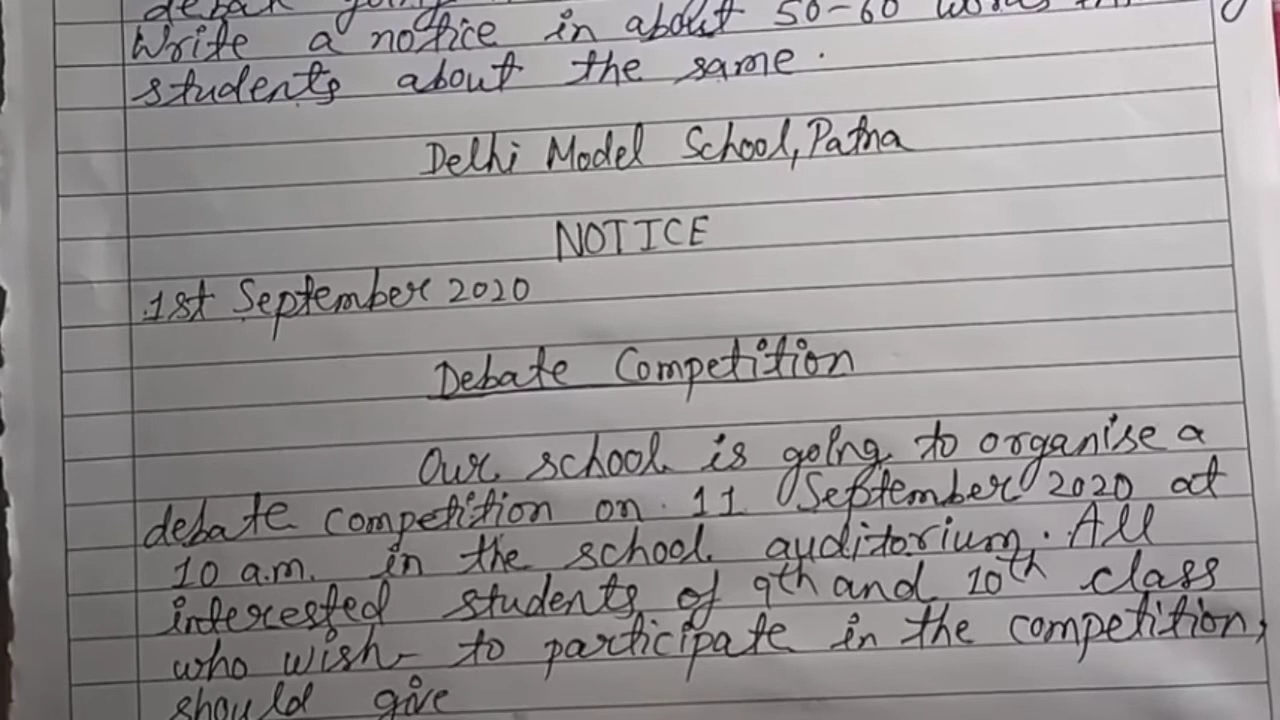 debat going
Write a notice in about 50-60 words
students about the same.
Delhi Model School, Patna
NOTICE
1st September 2020
Debate Competition
Our school is going to organise a
debate competition on 11 September 2020 at
10 a.m. in the school auditorium. All
interested students of 9th and 10th class
who wish to participate in the competition,
should give